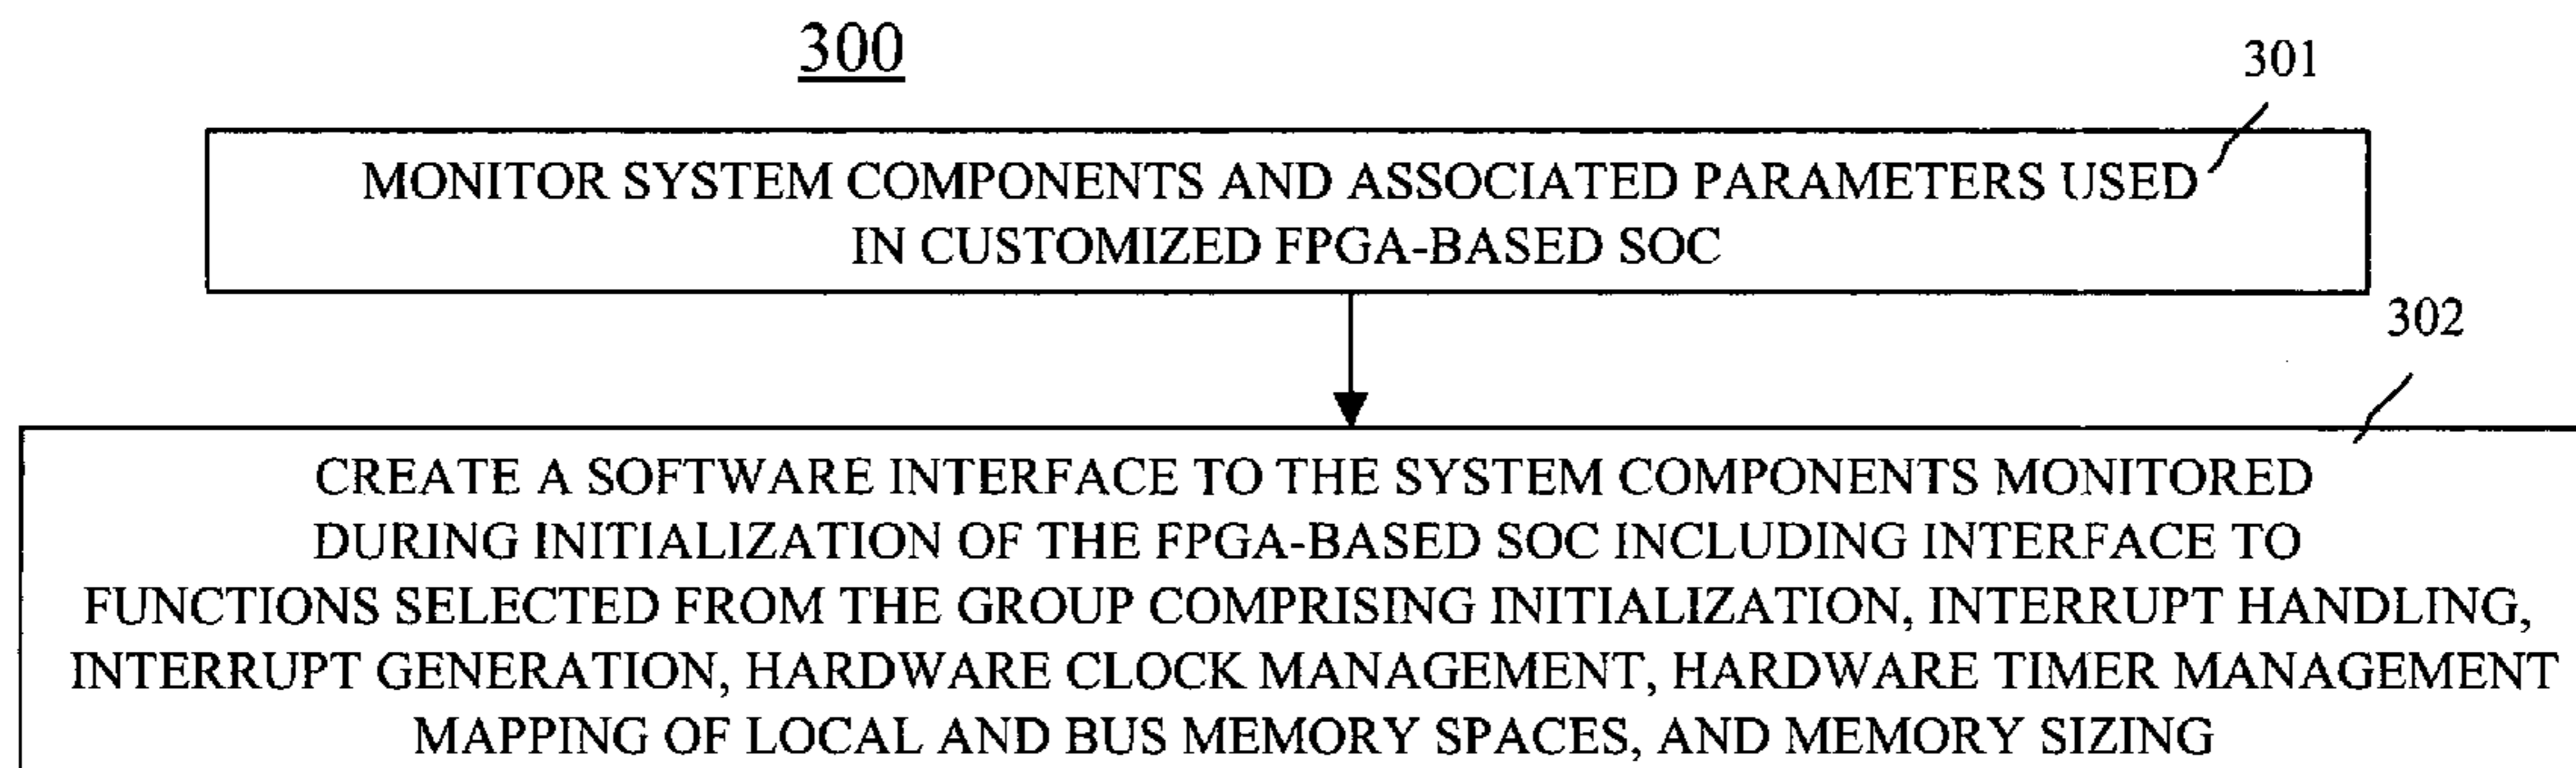 300
301
MONITOR SYSTEM COMPONENTS AND ASSOCIATED PARAMETERS USED
IN CUSTOMIZED FPGA-BASED SOC
302
CREATE A SOFTWARE INTERFACE TO THE SYSTEM COMPONENTS MONITORED
DURING INITIALIZATION OF THE FPGA-BASED SOC INCLUDING INTERFACE TO
FUNCTIONS SELECTED FROM THE GROUP COMPRISING INITIALIZATION, INTERRUPT HANDLING,
INTERRUPT GENERATION, HARDWARE CLOCK MANAGEMENT, HARDWARE TIMER MANAGEMENT
MAPPING OF LOCAL AND BUS MEMORY SPACES, AND MEMORY SIZING